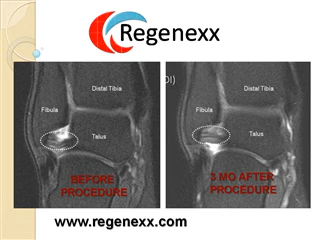 Regenexx
DI)
Distal Tibia
Fibula
Talus
BEFORE
PROCEDURE
Distal Tibia
Fibula
Talus
3 MO AFTER
PROCEDURE
www.regenexx.com